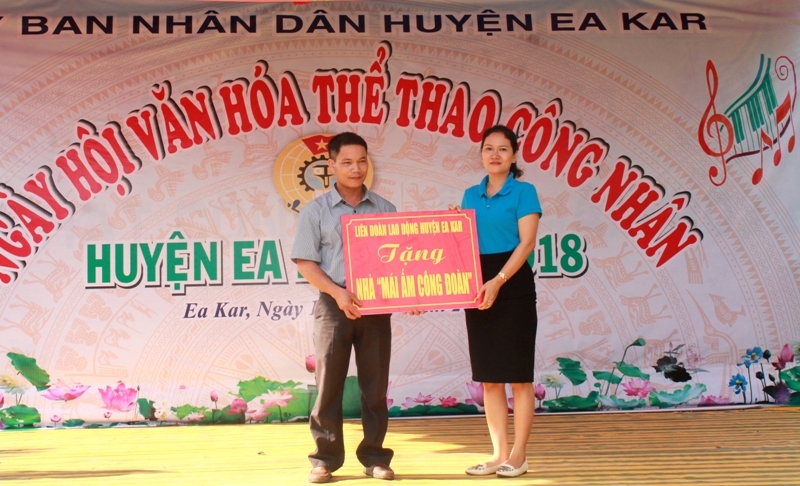 BAN NHÂN DÂN HUYỆN EA KAR
NGÀY HỘI VĂN HÓA THỂ THAO CÔNG NHÂN
HUYỆN EA 18
Ea Kar, Ngày
LIÊN ĐOÀN LAO ĐỘNG HUYỆN EA KAR
Tặng
NHÀ "MÁI ẤM CÔNG ĐOÀN"